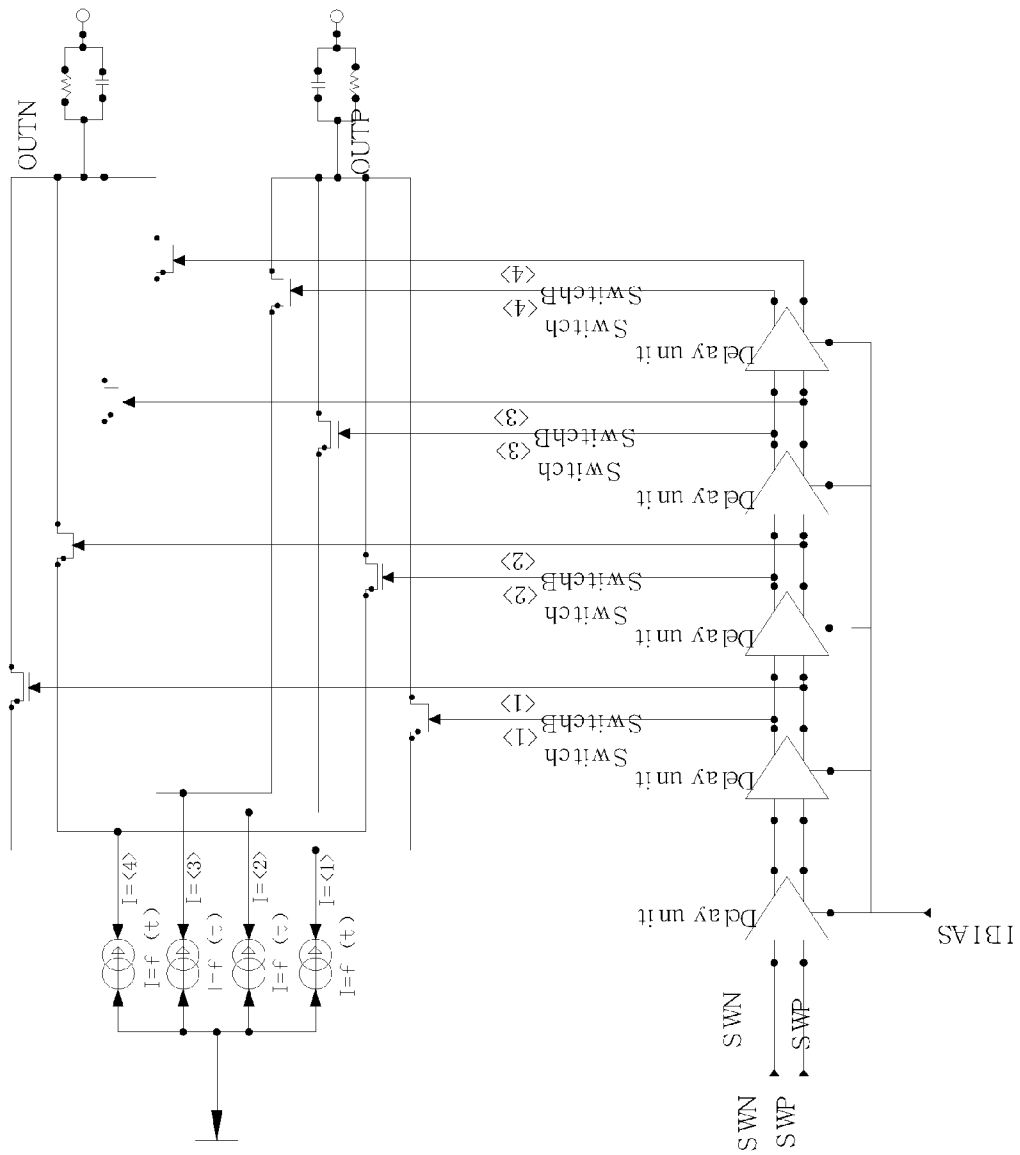 OUTN
OUTP
<4>
SwitchB
<4>
Switch
Delay unit
<3>
SwitchB
<3>
Switch
Delay unit
<2>
SwitchB
<2>
Switch
Delay unit
<1>
SwitchB
<1>
Switch
Delay unit
I=<4>
I=<3>
I=<2>
I=<1>
I=f (t)
I=f (t)
Delay unit
IBIAS
SWN
SWP
SWN
SWP